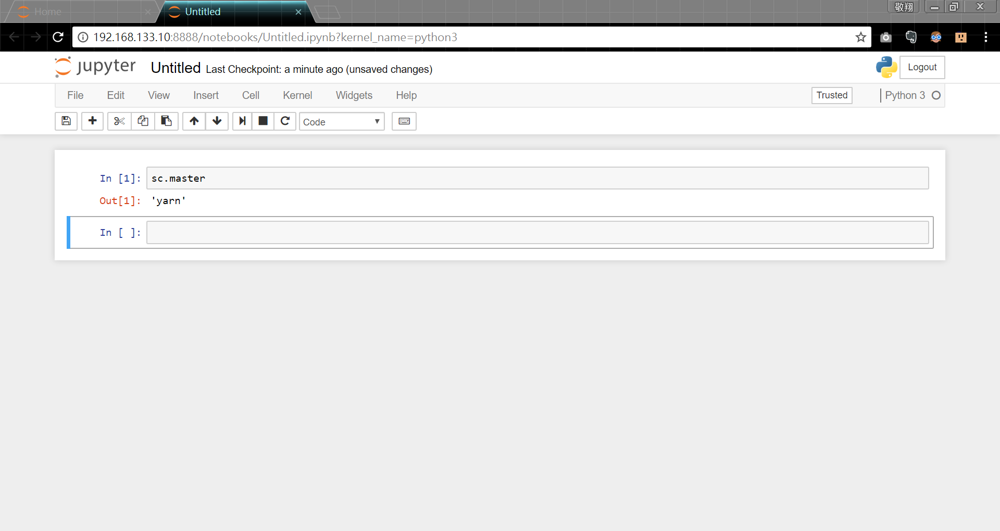 Home
Untitled
敬翔
192.168.133.10:8888/notebooks/Untitled.ipynb?kernel_name=python3
jupyter Untitled Last Checkpoint: a minute ago (unsaved changes) Logout
File Edit View Insert Cell Kernel Widgets Help Trusted Python 3
Code
In [1]: sc.master
Out[1]: 'yarn'
In [ ]: